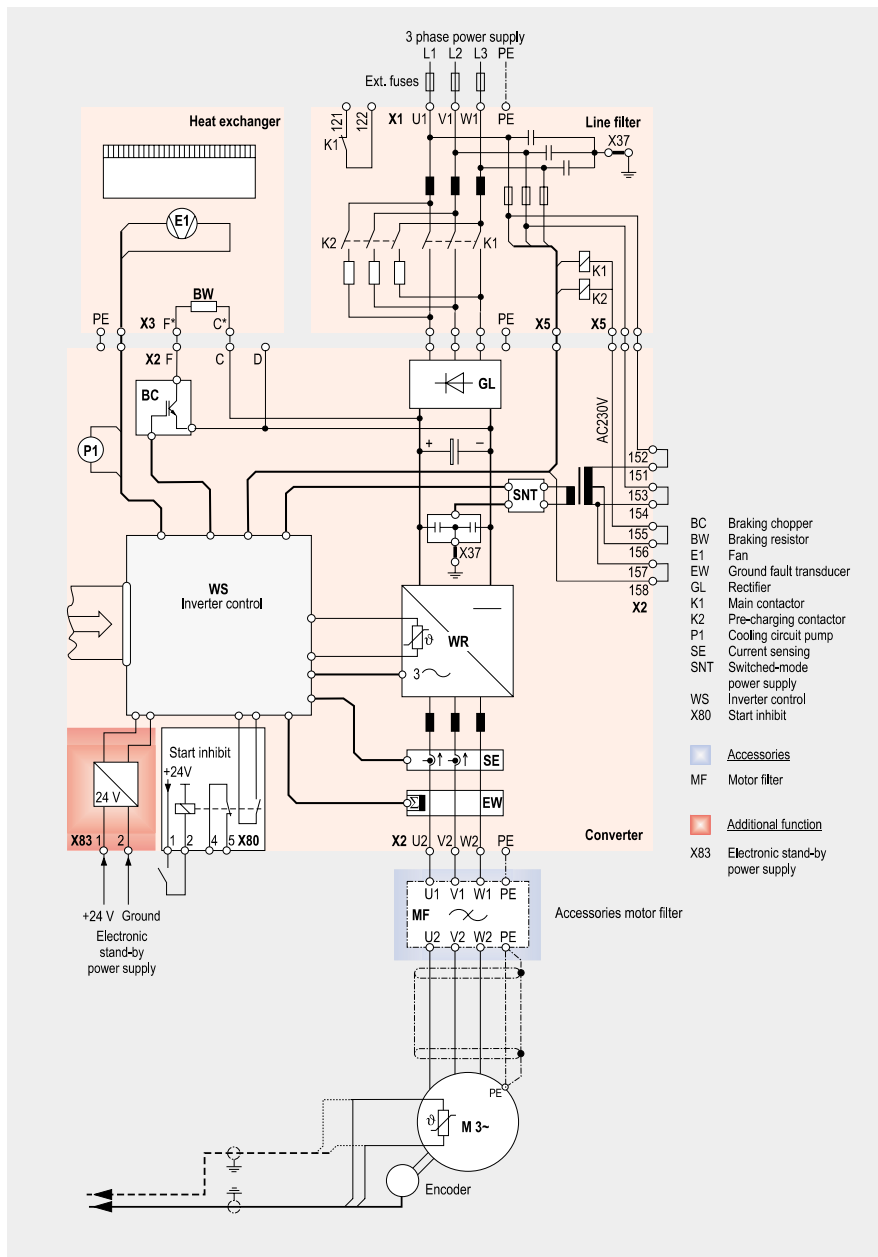 3 phase power supply
L1 L2 L3 PE
Ext. fuses
Heat exchanger
121
122
X1 U1 V1 W1 PE
Line filter
X37
K1
E1
K2
K1
K1
K2
BW
PE X3 F* C*
PE
X5 X5
X2 F C D
GL
BC
AC230V
+ −
P1
SNT
152
151
153
154
155
156
157
158
X2
X37
WS
Inverter control
WR
ϑ
3
BC Braking chopper
BW Braking resistor
E1 Fan
EW Ground fault transducer
GL Rectifier
K1 Main contactor
K2 Pre-charging contactor
P1 Cooling circuit pump
SE Current sensing
SNT Switched-mode
power supply
WS Inverter control
X80 Start inhibit
Accessories
MF Motor filter
Additional function
X83 Electronic stand-by
power supply
Start inhibit
+24V
24 V
SE
Σ
EW
X83 1 2
1 2 4 5 X80
X2 U2 V2 W2 PE
Converter
+24 V Ground
Electronic
stand-by
power supply
U1 V1 W1 PE
MF
U2 V2 W2 PE
Accessories motor filter
PE
ϑ
M 3~
Encoder